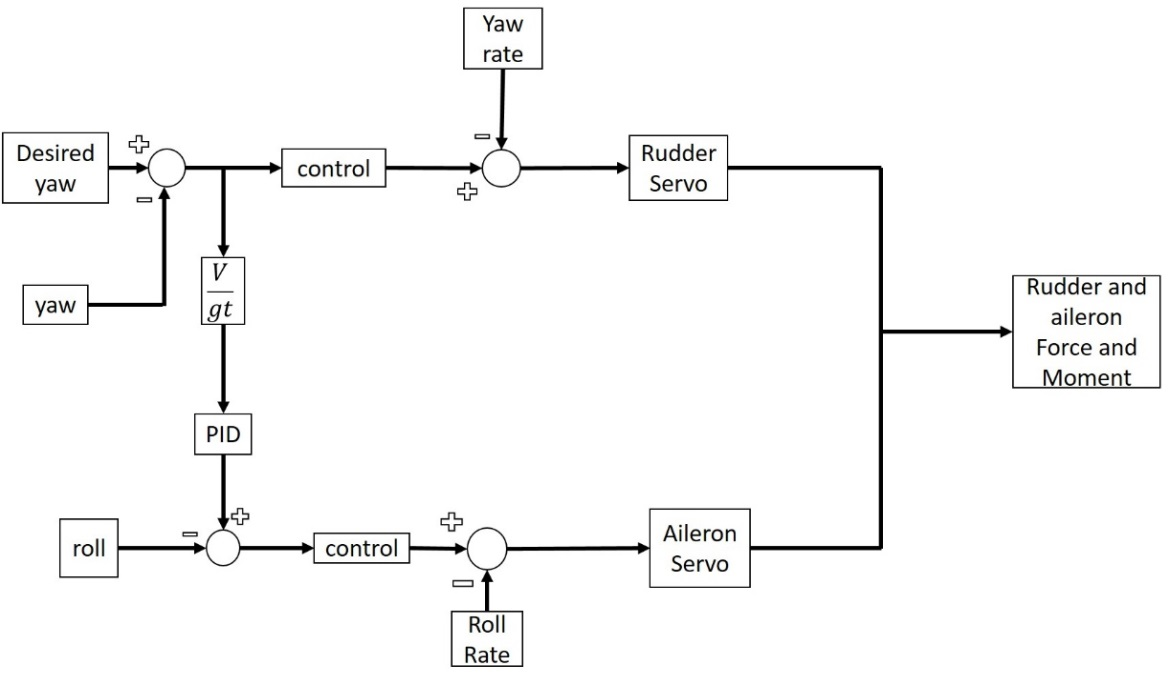 Yaw
rate
+
−
−
+
Desired
yaw
control
Rudder
Servo
yaw
V
gt
Rudder and
aileron
Force and
Moment
PID
+
−
+
−
roll
control
Aileron
Servo
Roll
Rate